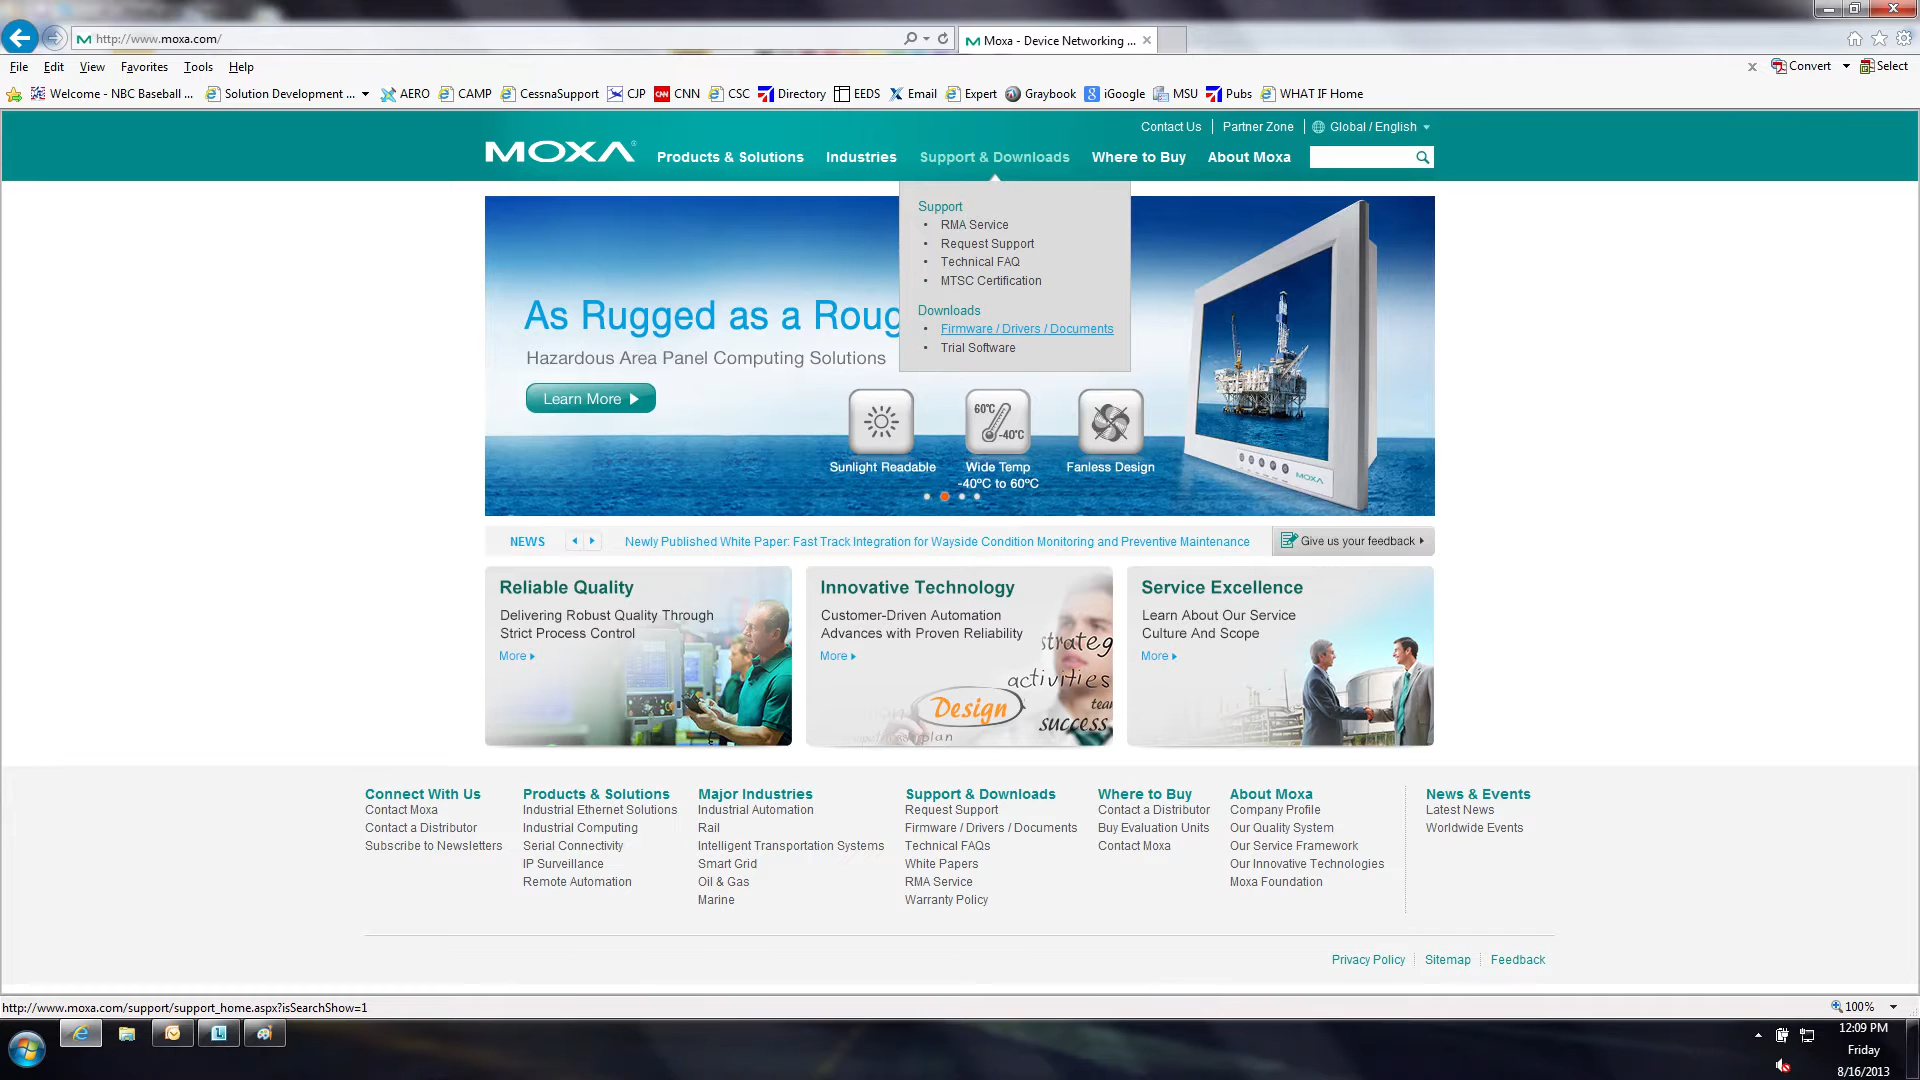 http://www.moxa.com/
Moxa - Device Networking ...
File Edit View Favorites Tools Help
Convert Select
Welcome - NBC Baseball ... Solution Development ... AERO CAMP CessnaSupport CJP CNN CSC Directory EEDS Email Expert Graybook iGoogle MSU Pubs WHAT IF Home
Contact Us Partner Zone Global / English
MOXA Products & Solutions Industries Support & Downloads Where to Buy About Moxa
Support
• RMA Service
• Request Support
• Technical FAQ
• MTSC Certification
Downloads
• Firmware / Drivers / Documents
• Trial Software
As Rugged as a Roug
Hazardous Area Panel Computing Solutions
Learn More
60°C
-40°C
Sunlight Readable
Wide Temp
-40°C to 60°C
Fanless Design
MOXA
NEWS Newly Published White Paper: Fast Track Integration for Wayside Condition Monitoring and Preventive Maintenance Give us your feedback
Reliable Quality
Delivering Robust Quality Through
Strict Process Control
More
Innovative Technology
Customer-Driven Automation
Advances with Proven Reliability
More
strateg
activities
Design
team
success
plan
Service Excellence
Learn About Our Service
Culture And Scope
More
Connect With Us
Contact Moxa
Contact a Distributor
Subscribe to Newsletters
Products & Solutions
Industrial Ethernet Solutions
Industrial Computing
Serial Connectivity
IP Surveillance
Remote Automation
Major Industries
Industrial Automation
Rail
Intelligent Transportation Systems
Smart Grid
Oil & Gas
Marine
Support & Downloads
Request Support
Firmware / Drivers / Documents
Technical FAQs
White Papers
RMA Service
Warranty Policy
Where to Buy
Contact a Distributor
Buy Evaluation Units
Contact Moxa
About Moxa
Company Profile
Our Quality System
Our Service Framework
Our Innovative Technologies
Moxa Foundation
News & Events
Latest News
Worldwide Events
Privacy Policy Sitemap Feedback
http://www.moxa.com/support/support_home.aspx?isSearchShow=1
100%
12:09 PM
Friday
8/16/2013